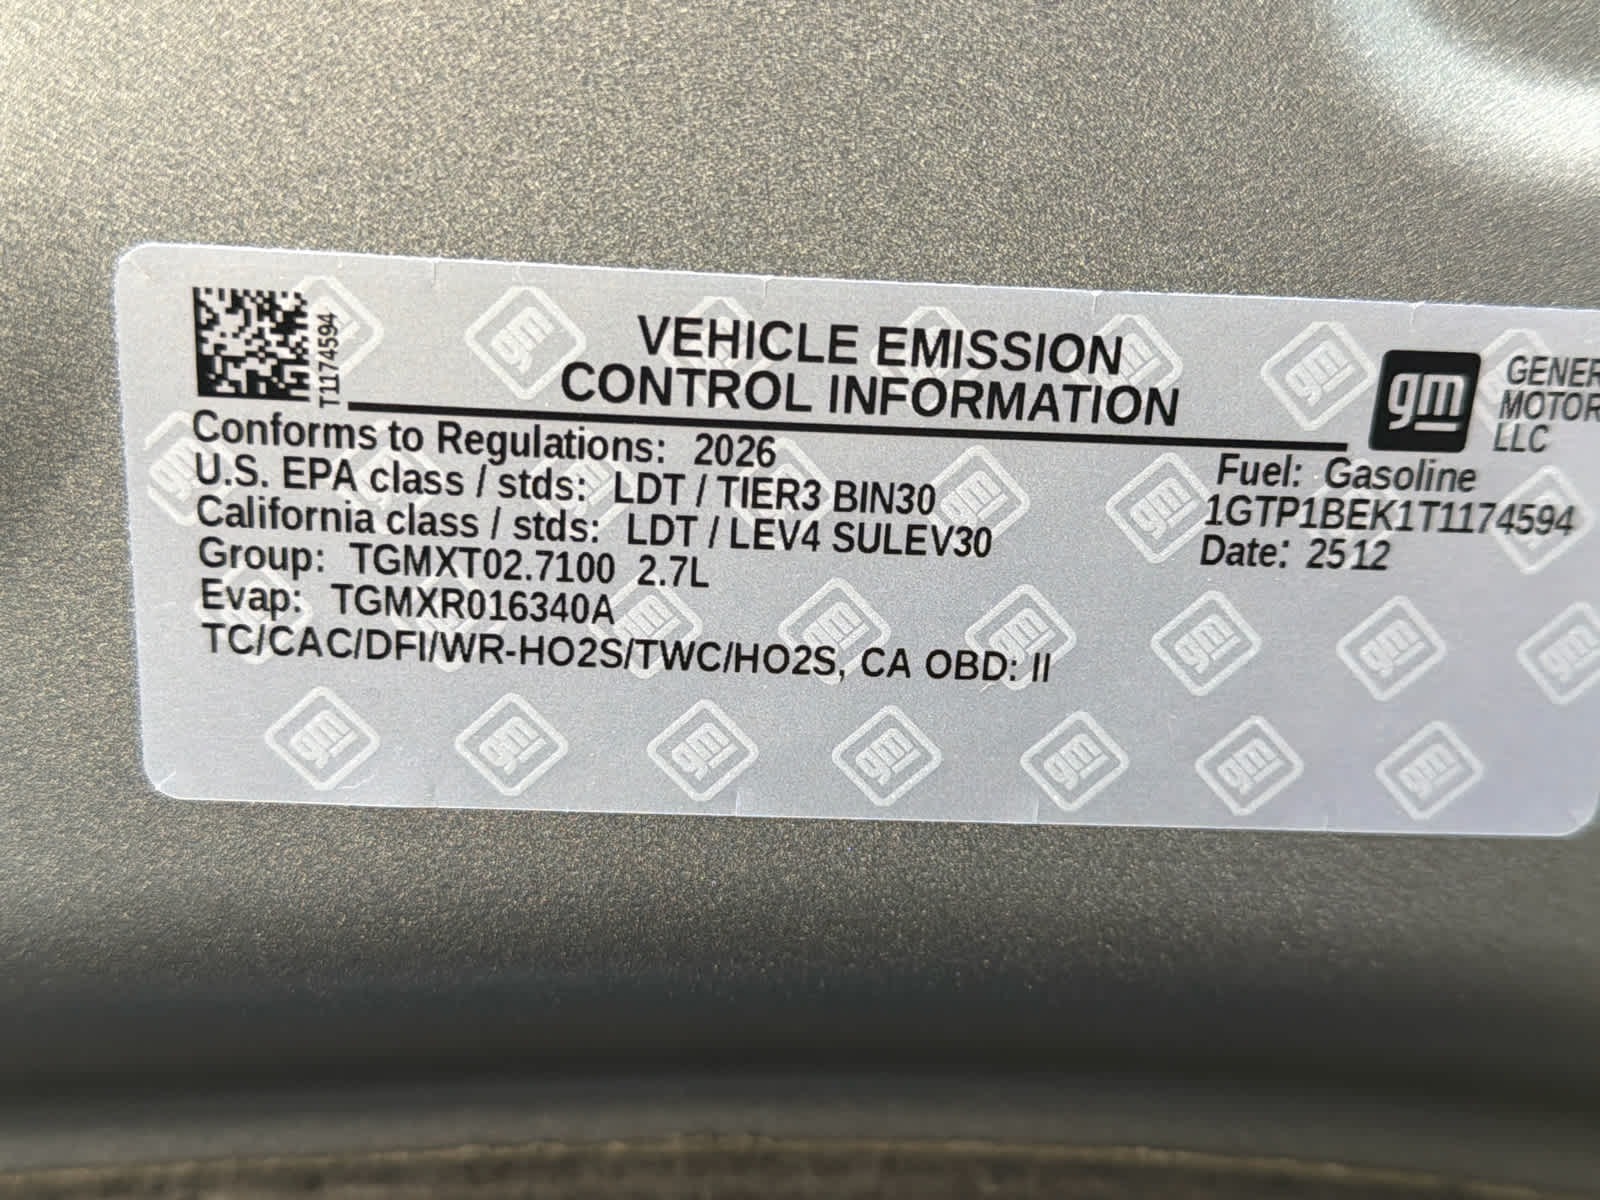 T1174594
VEHICLE EMISSION
CONTROL INFORMATION
gm
GENER
MOTOR
LLC
Conforms to Regulations: 2026
U.S. EPA class / stds: LDT / TIER3 BIN30
California class / stds: LDT / LEV4 SULEV30
Group: TGMXT02.7100 2.7L
Evap: TGMXR016340A
TC/CAC/DFI/WR-HO2S/TWC/HO2S, CA OBD: II
Fuel: Gasoline
1GTP1BEK1T1174594
Date: 2512